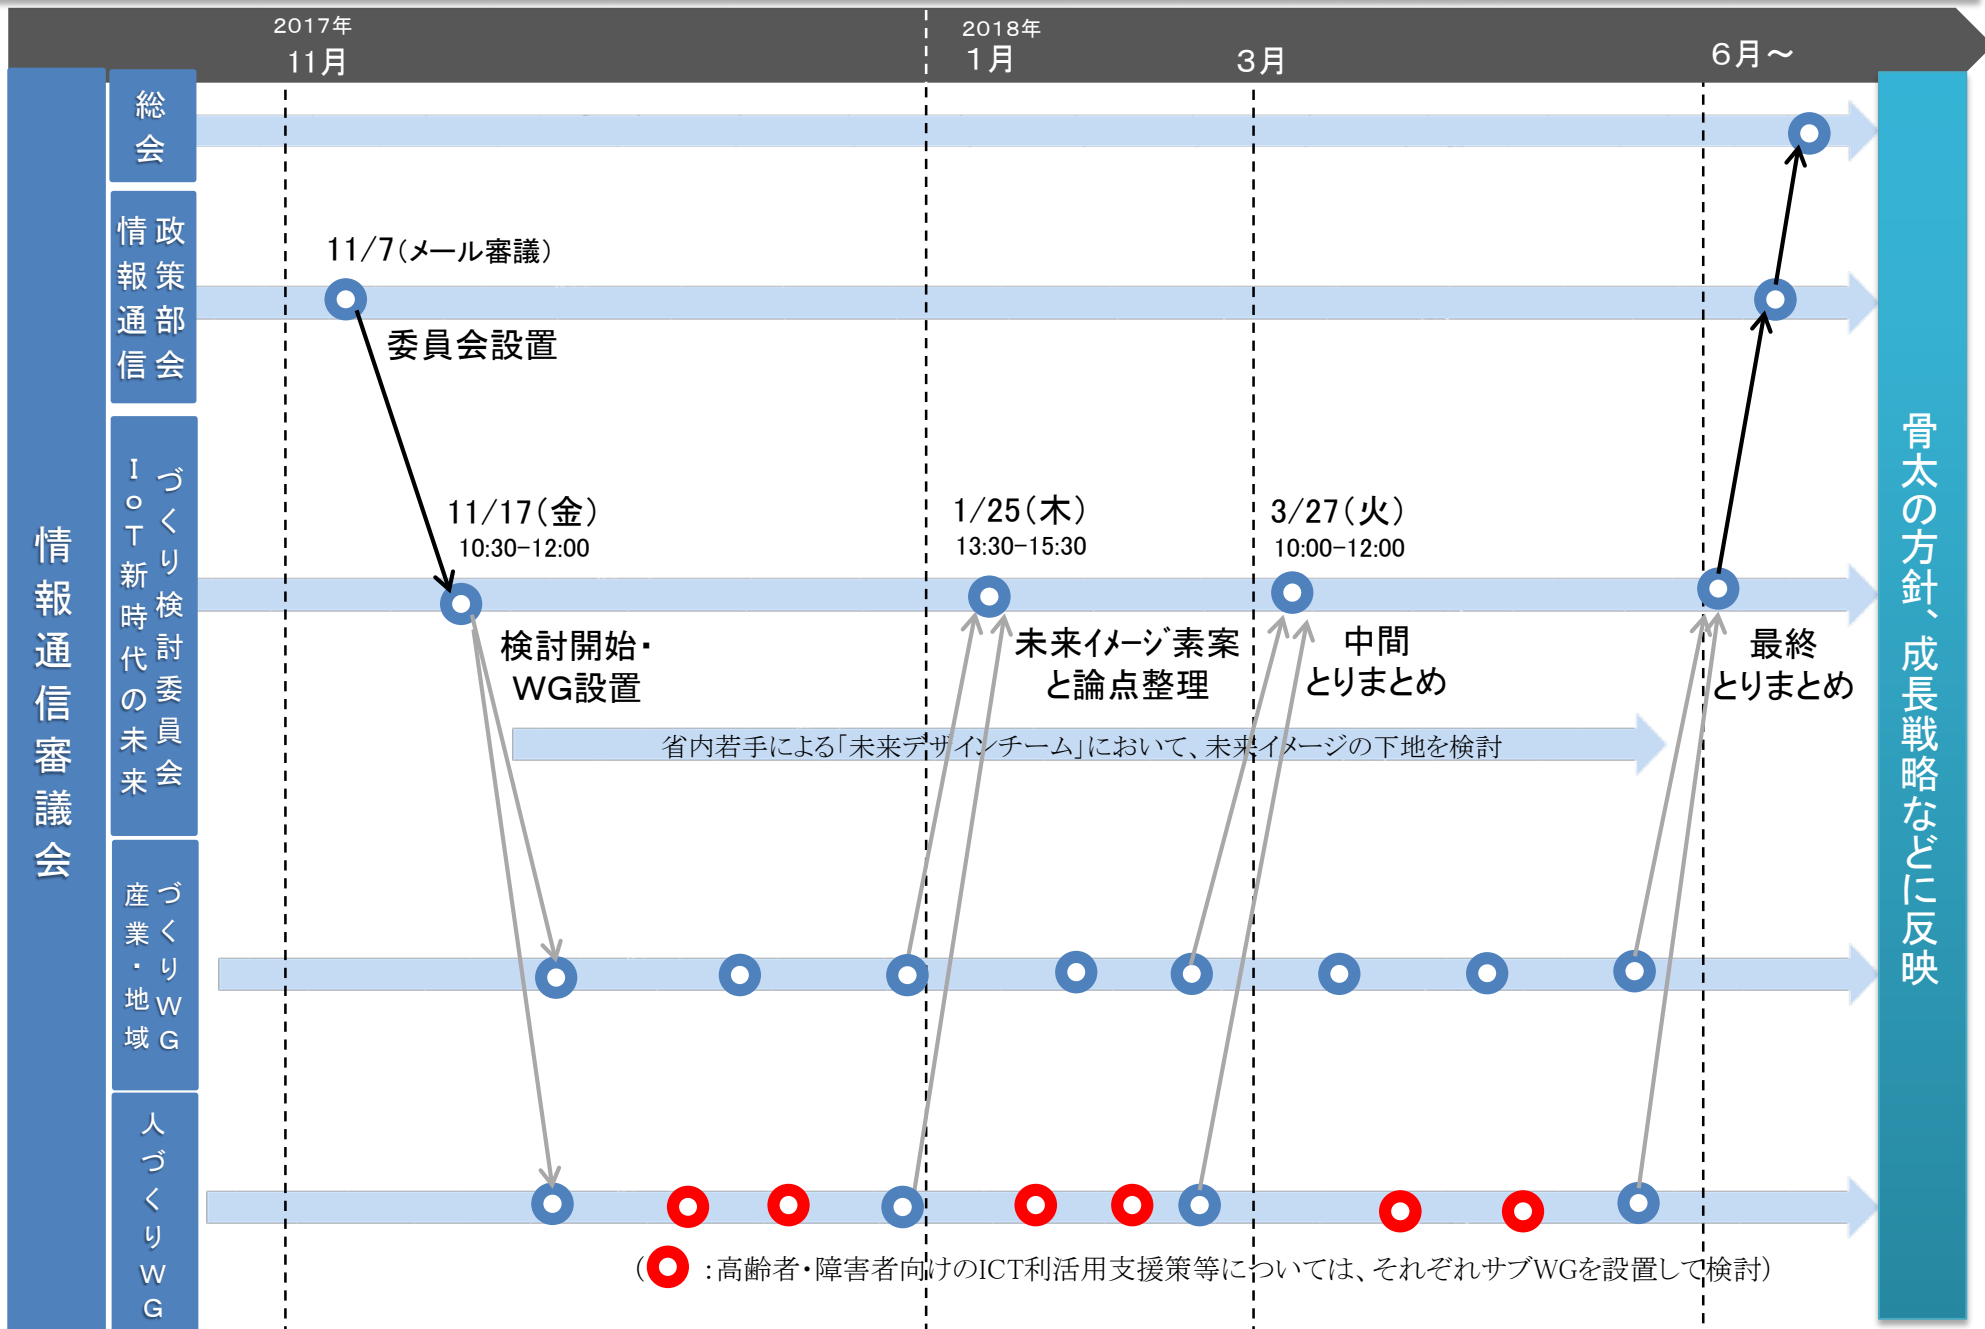 2017年
11月
2018年
1月
3月
6月～
情報通信審議会
総会
情報通信
政策部会
IoT新時代の未来
づくり検討委員会
産業・地域
づくりWG
人づくりWG
11/7(メール審議)
委員会設置
11/17(金)
10:30-12:00
検討開始・
WG設置
1/25(木)
13:30-15:30
未来イメージ素案
と論点整理
3/27(火)
10:00-12:00
中間
とりまとめ
最終
とりまとめ
省内若手による「未来デザインチーム」において、未来イメージの下地を検討
(　：高齢者・障害者向けのICT利活用支援策等については、それぞれサブWGを設置して検討)
骨太の方針、成長戦略などに反映